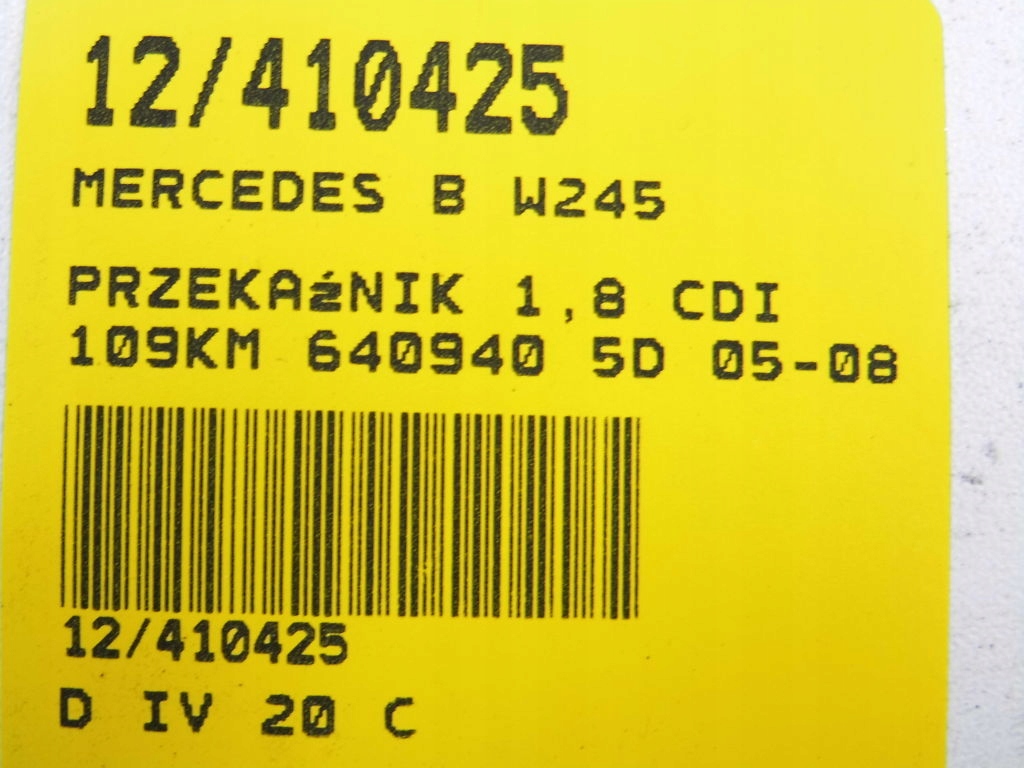 12/410425
MERCEDES B W245
PRZEKAźNIK 1,8 CDI
109KM 640940 5D 05-08
12/410425
D IV 20 C